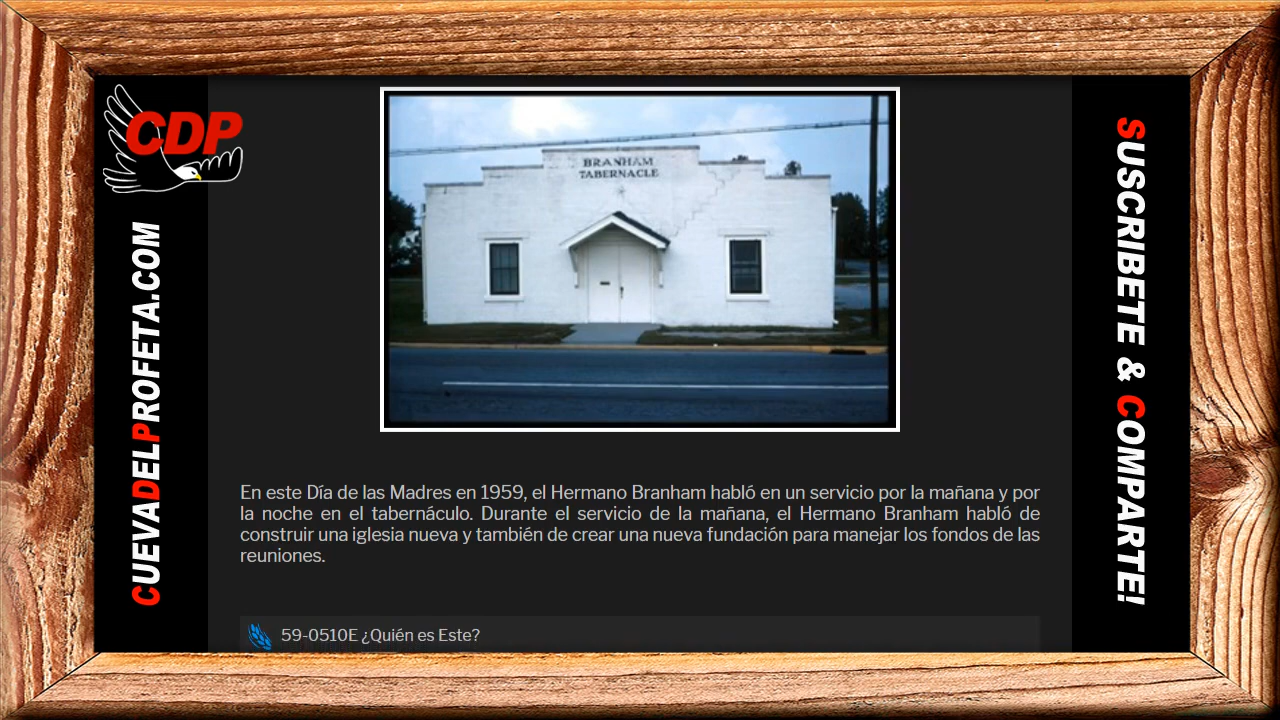 CDP
CUEVADELPROFETA.COM
BRANHAM
TABERNACLE
En este Día de las Madres en 1959, el Hermano Branham habló en un servicio por la mañana y por
la noche en el tabernáculo. Durante el servicio de la mañana, el Hermano Branham habló de
construir una iglesia nueva y también de crear una nueva fundación para manejar los fondos de las
reuniones.
59-0510E ¿Quién es Este?
SUSCRIBETE & COMPARTE!